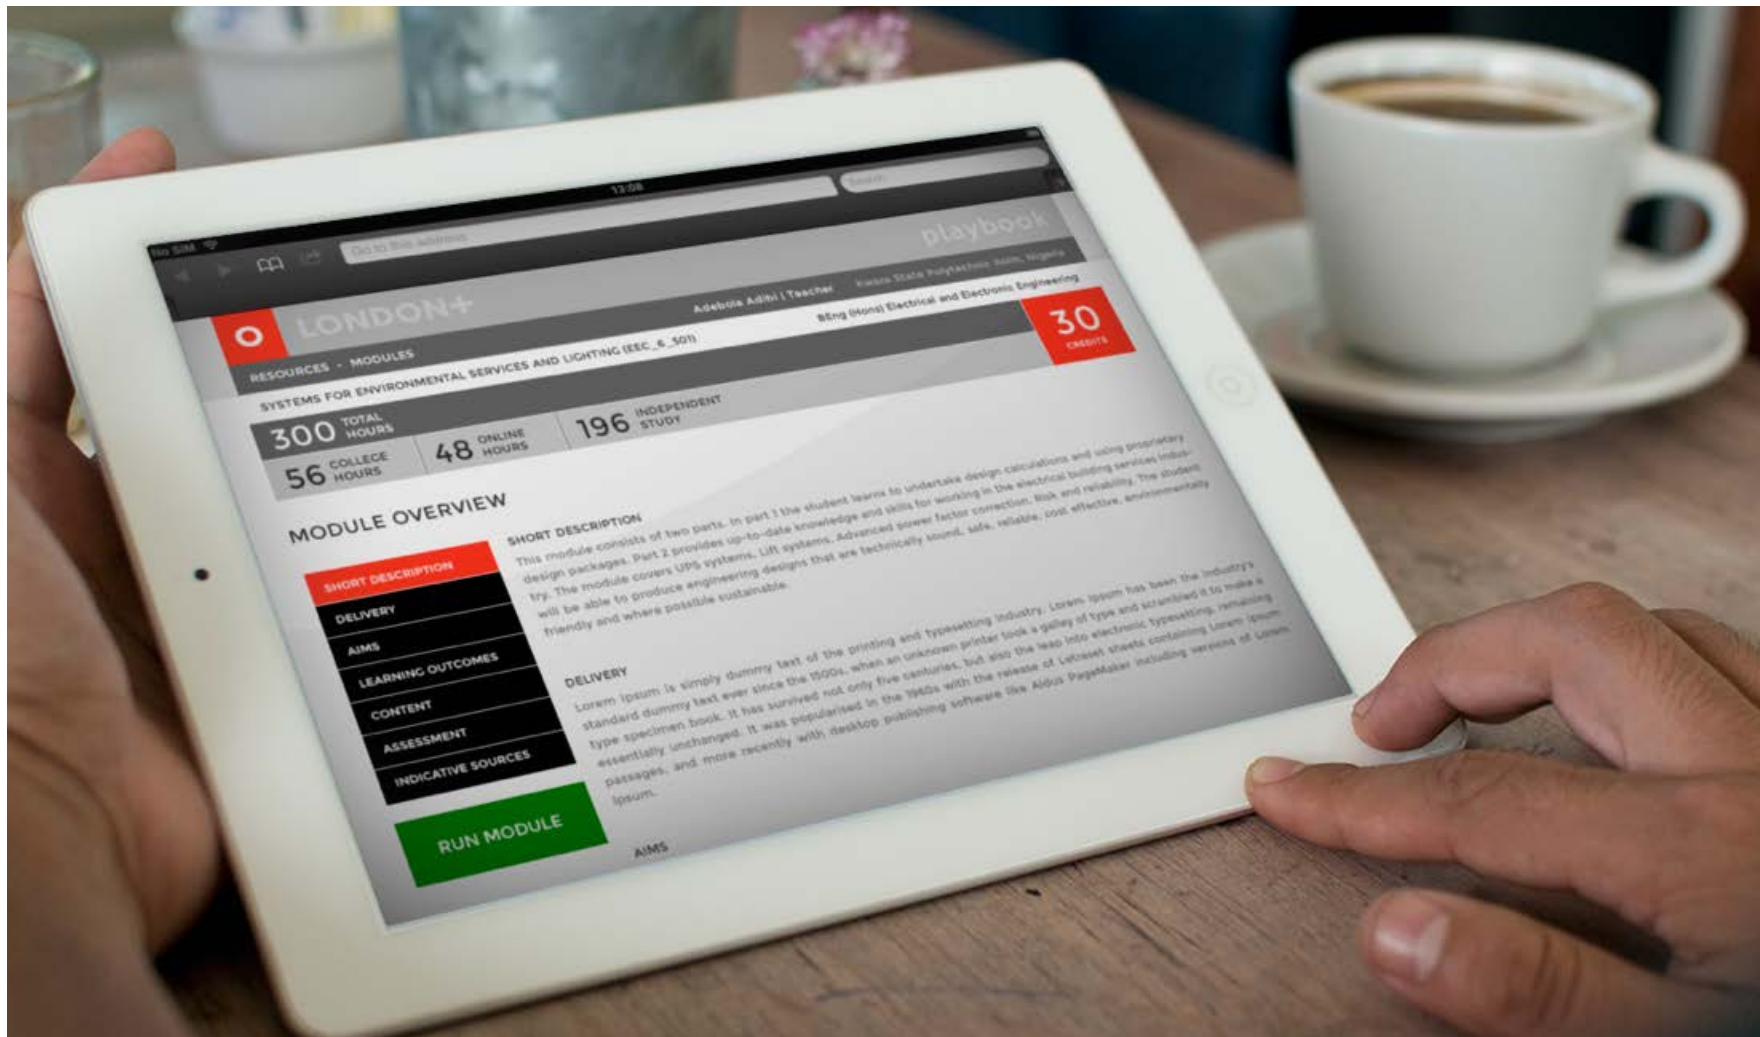 No SIM
13:08
Go to this address
Search
O LONDON+
playbook
RESOURCES - MODULES
Adebola Adihi | Teacher
Kwara State Polytechnic Ilorin, Nigeria
SYSTEMS FOR ENVIRONMENTAL SERVICES AND LIGHTING (EEC_6_501)
BEng (Hons) Electrical and Electronic Engineering
300 TOTAL HOURS
30 CREDITS
56 COLLEGE HOURS
48 ONLINE HOURS
196 INDEPENDENT STUDY
MODULE OVERVIEW
SHORT DESCRIPTION
DELIVERY
AIMS
LEARNING OUTCOMES
CONTENT
ASSESSMENT
INDICATIVE SOURCES
RUN MODULE
SHORT DESCRIPTION
This module consists of two parts. In part 1 the student learnx to undertake design calculations and using proprietary
design packages. Part 2 provides up-to-date knowledge and skills for working in the electrical building services indus-
try. The module covers UPS systems, Lift systems, Advanced power factor correction, Risk and reliability. The student
will be able to produce engineering designs that are technically sound, safe, reliable, cost effective, environmentally
friendly and where possible sustainable.
DELIVERY
Lorem Ipsum is simply dummy text of the printing and typesetting industry. Lorem Ipsum has been the industry's
standard dummy text ever since the 1500s, when an unknown printer took a galley of type and scrambled it to make a
type specimen book. It has survived not only five centuries, but also the leap into electronic typesetting, remaining
essentially unchanged. It was popularised in the 1960s with the release of Letraset sheets containing Lorem Ipsum
passages, and more recently with desktop publishing software like Aldus PageMaker including versions of Lorem
Ipsum.
AIMS